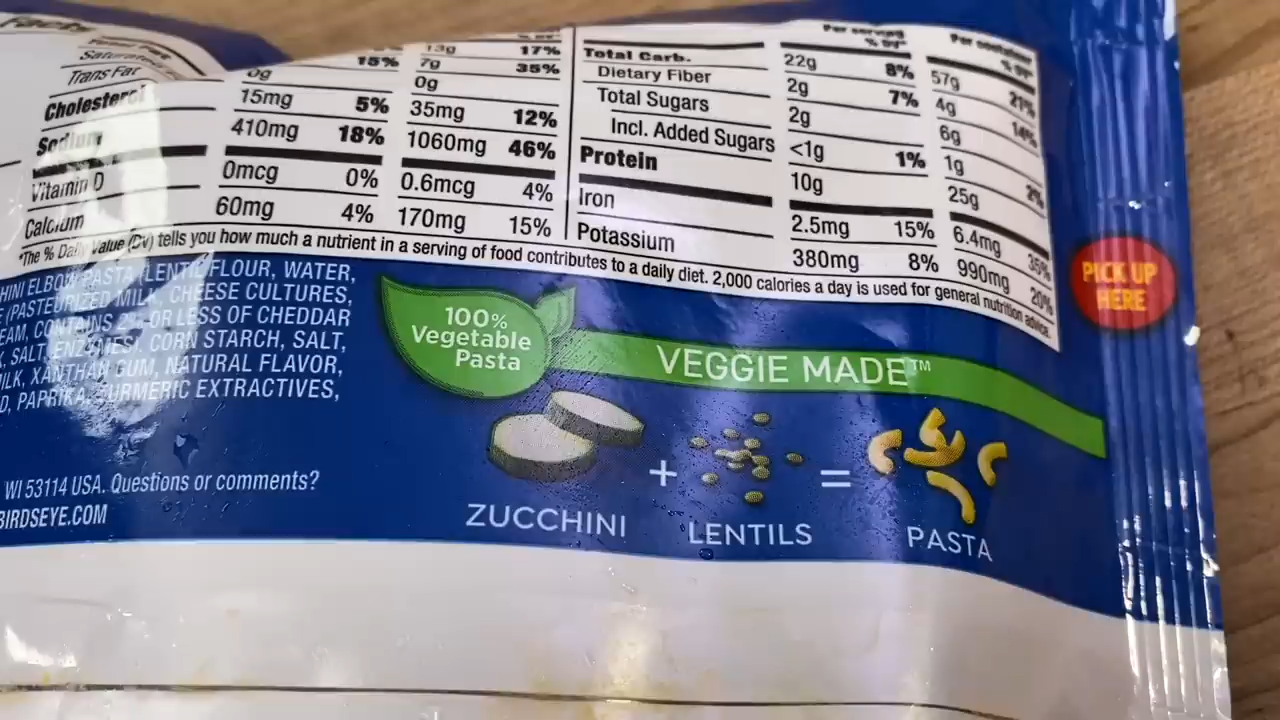 Facts
Trans Fat 0g 0g
15% 7g 35%
13g 17%
Cholesterol 15mg 5% 35mg 12%
Sodium 410mg 18% 1060mg 46%
Vitamin D 0mcg 0% 0.6mcg 4%
Calcium 60mg 4% 170mg 15%
Per serving Per container
% DV* % DV*
Total Carb. 22g 8% 57g 21%
Dietary Fiber 2g 7% 4g 14%
Total Sugars 2g 6g
Incl. Added Sugars <1g 1% 1g 2%
Protein 10g 25g
Iron 2.5mg 15% 6.4mg 35%
Potassium 380mg 8% 990mg 20%
*The % Daily Value (DV) tells you how much a nutrient in a serving of food contributes to a daily diet. 2,000 calories a day is used for general nutrition advice.
HINI ELBOW PASTA (LENTIL FLOUR, WATER,
E (PASTEURIZED MILK, CHEESE CULTURES,
EAM, CONTAINS 2% OR LESS OF CHEDDAR
K, SALT, ENZYMES), CORN STARCH, SALT,
ILK, XANTHAN GUM, NATURAL FLAVOR,
D, PAPRIKA, TURMERIC EXTRACTIVES,
WI 53114 USA. Questions or comments?
BIRDSEYE.COM
100%
Vegetable
Pasta
VEGGIE MADE™
+ =
ZUCCHINI LENTILS PASTA
PICK UP
HERE